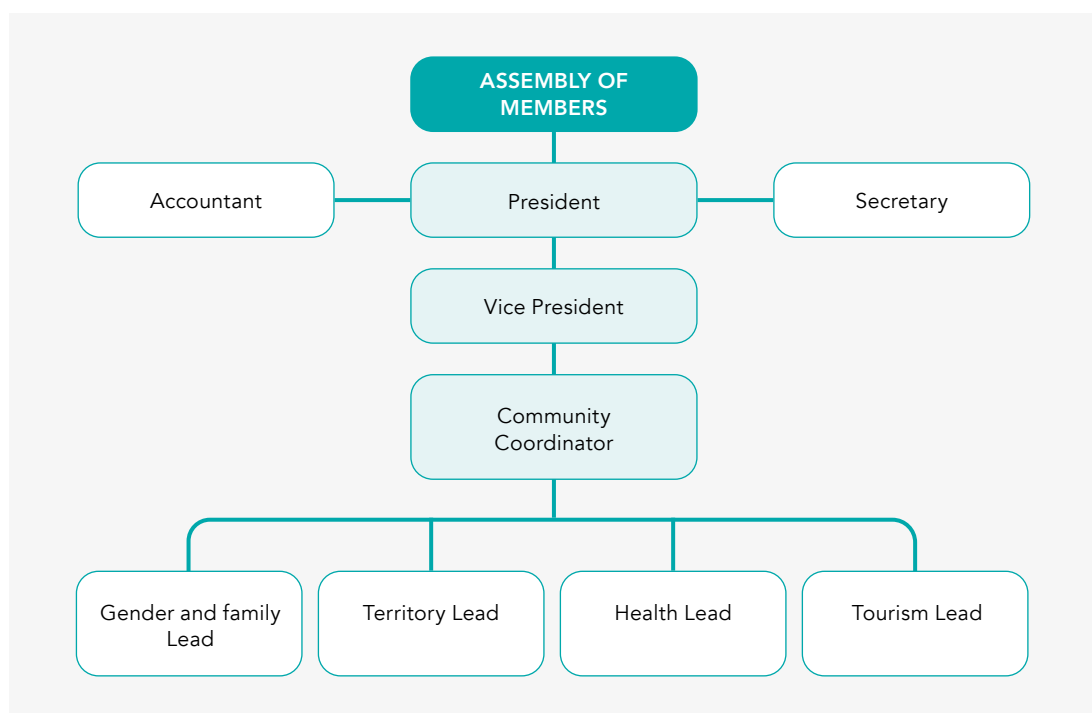 ASSEMBLY OF
MEMBERS
Accountant
President
Secretary
Vice President
Community
Coordinator
Gender and family
Lead
Territory Lead
Health Lead
Tourism Lead